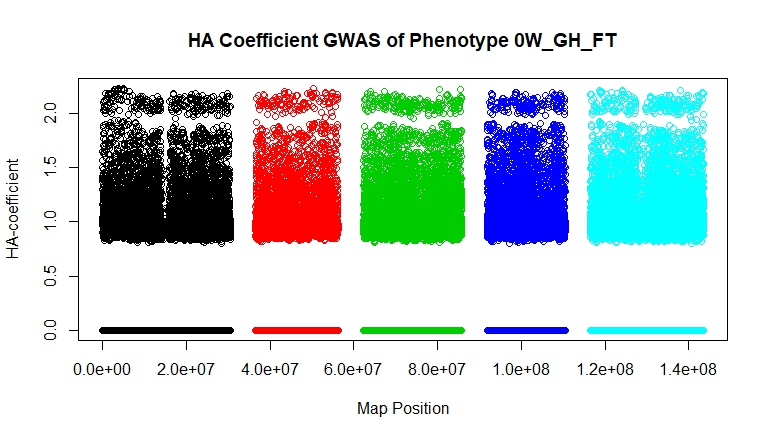 HA Coefficient GWAS of Phenotype 0W_GH_FT
HA-coefficient
2.0
1.5
1.0
0.5
0.0
0.0e+00 2.0e+07 4.0e+07 6.0e+07 8.0e+07 1.0e+08 1.2e+08 1.4e+08
Map Position